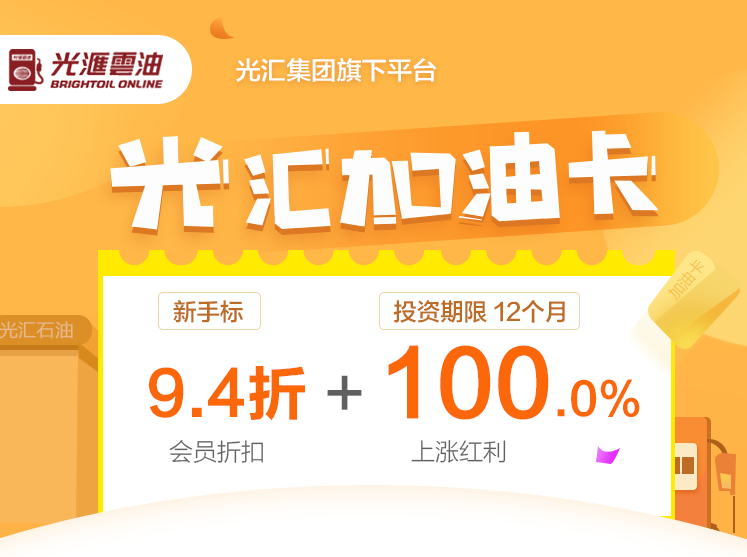 光滙雲油
BRIGHTOIL ONLINE
光汇集团旗下平台
光汇加油卡
加油卡
新手标
投资期限 12个月
光汇石油
9.4折 + 100.0%
会员折扣
上涨红利